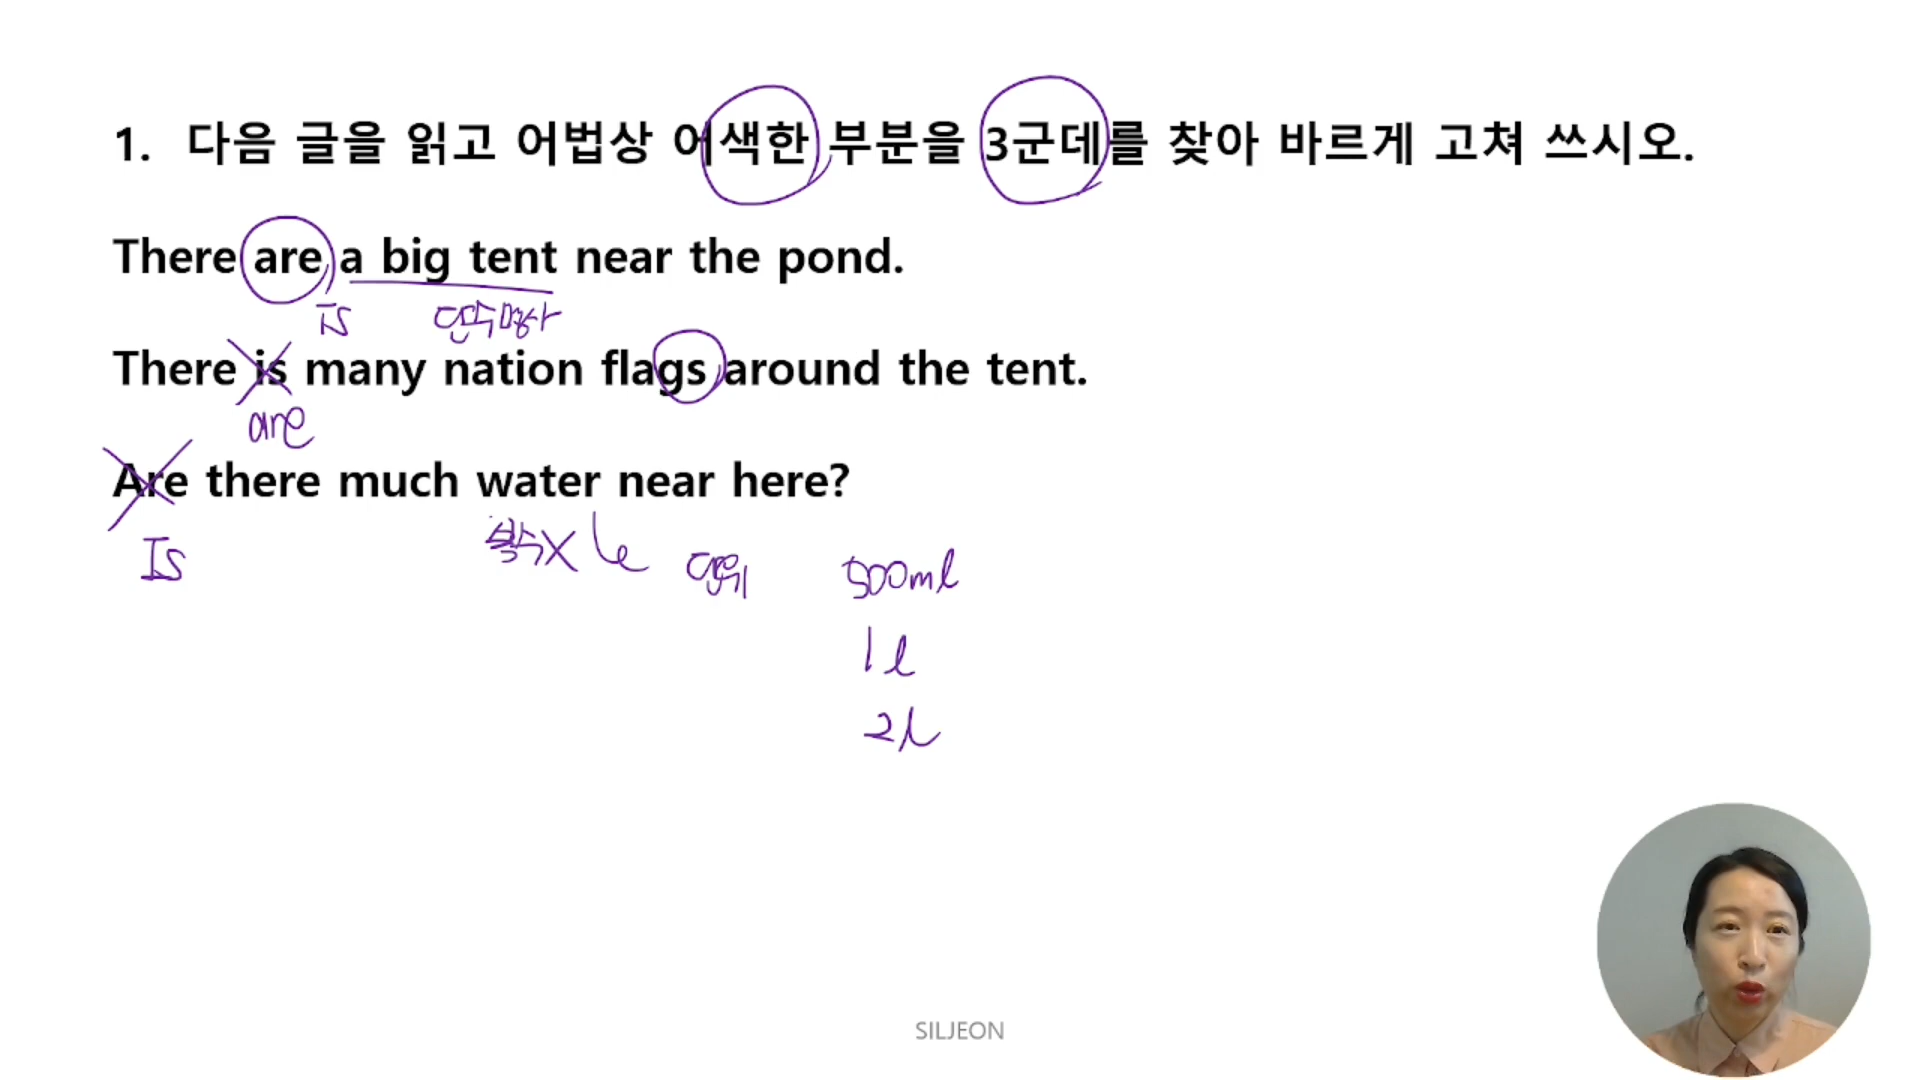 1. 다음 글을 읽고 어법상 어색한 부분을 3군데를 찾아 바르게 고쳐 쓰시오.
There are a big tent near the pond.
is 단수명사
There is many nation flags around the tent.
are
Are there much water near here?
Is 복수X 단위 500ml
1l
2l
SILJEON